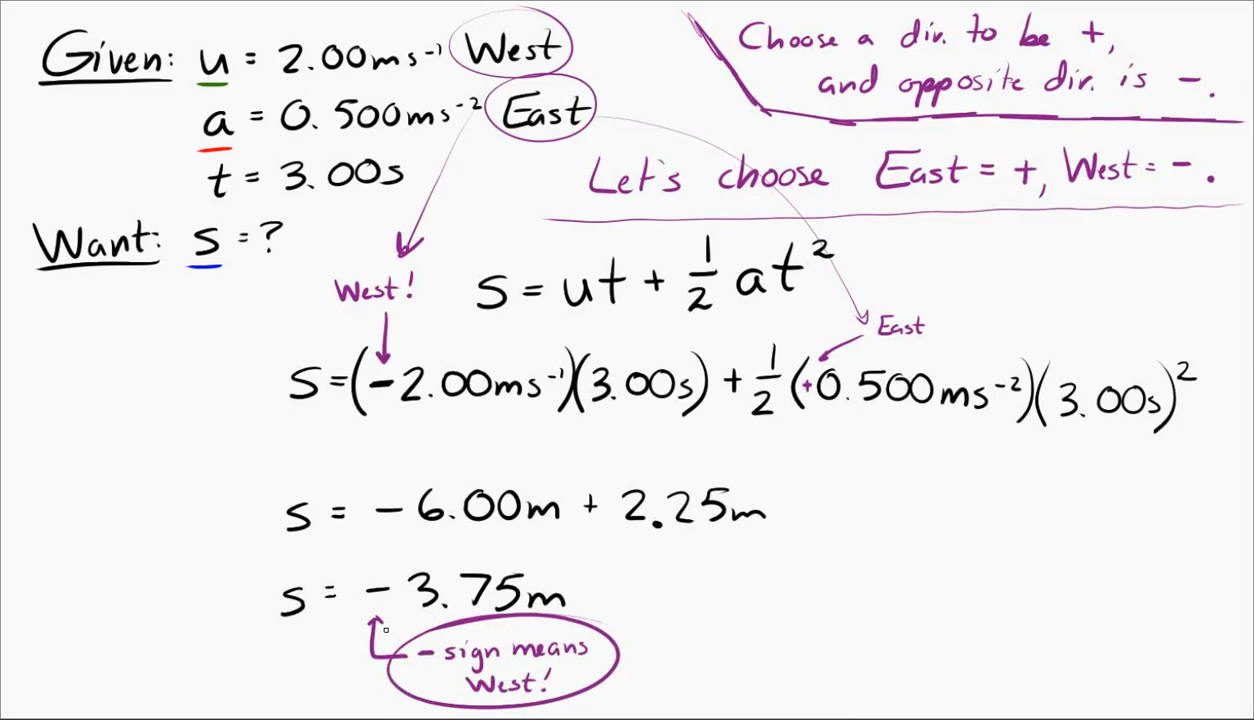 Given: u = 2.00ms⁻¹ West
a = 0.500ms⁻² East
t = 3.00s
Want: s = ?
Choose a dir. to be +,
and opposite dir. is -.
Let's choose East = +, West = -.
s = ut + 1/2 at²
West!
East
s = (-2.00ms⁻¹)(3.00s) + 1/2 (+0.500ms⁻²)(3.00s)²
s = - 6.00m + 2.25m
s = - 3.75m
- sign means
West!